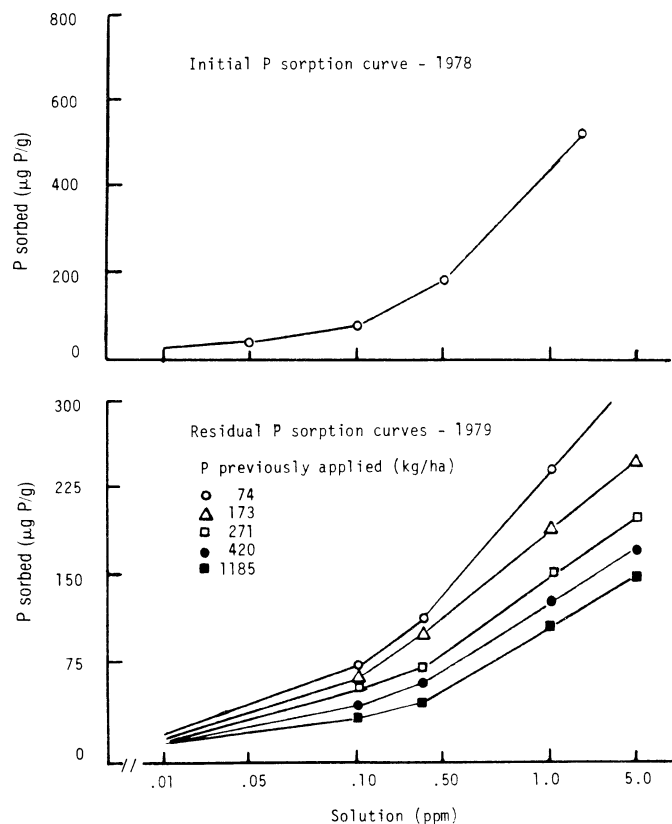 800
Initial P sorption curve - 1978
600
400
200
0
P sorbed (µg P/g)
300
Residual P sorption curves - 1979
P previously applied (kg/ha)
225
74
173
271
150
420
1185
75
0
P sorbed (µg P/g)
.01 .05 .10 .50 1.0 5.0
Solution (ppm)